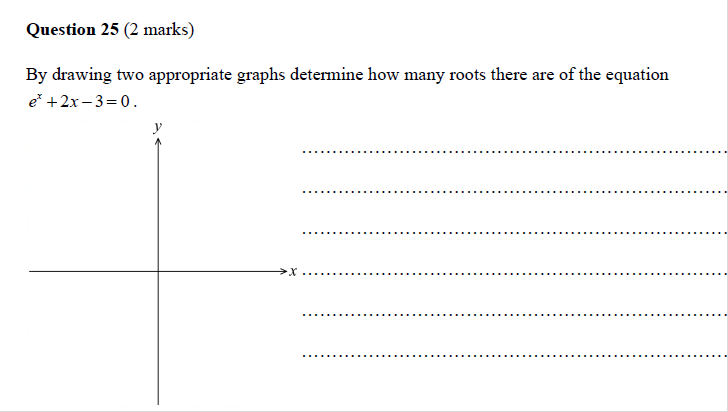 Question 25 (2 marks)
By drawing two appropriate graphs determine how many roots there are of the equation
eˣ + 2x – 3 = 0.
y
x